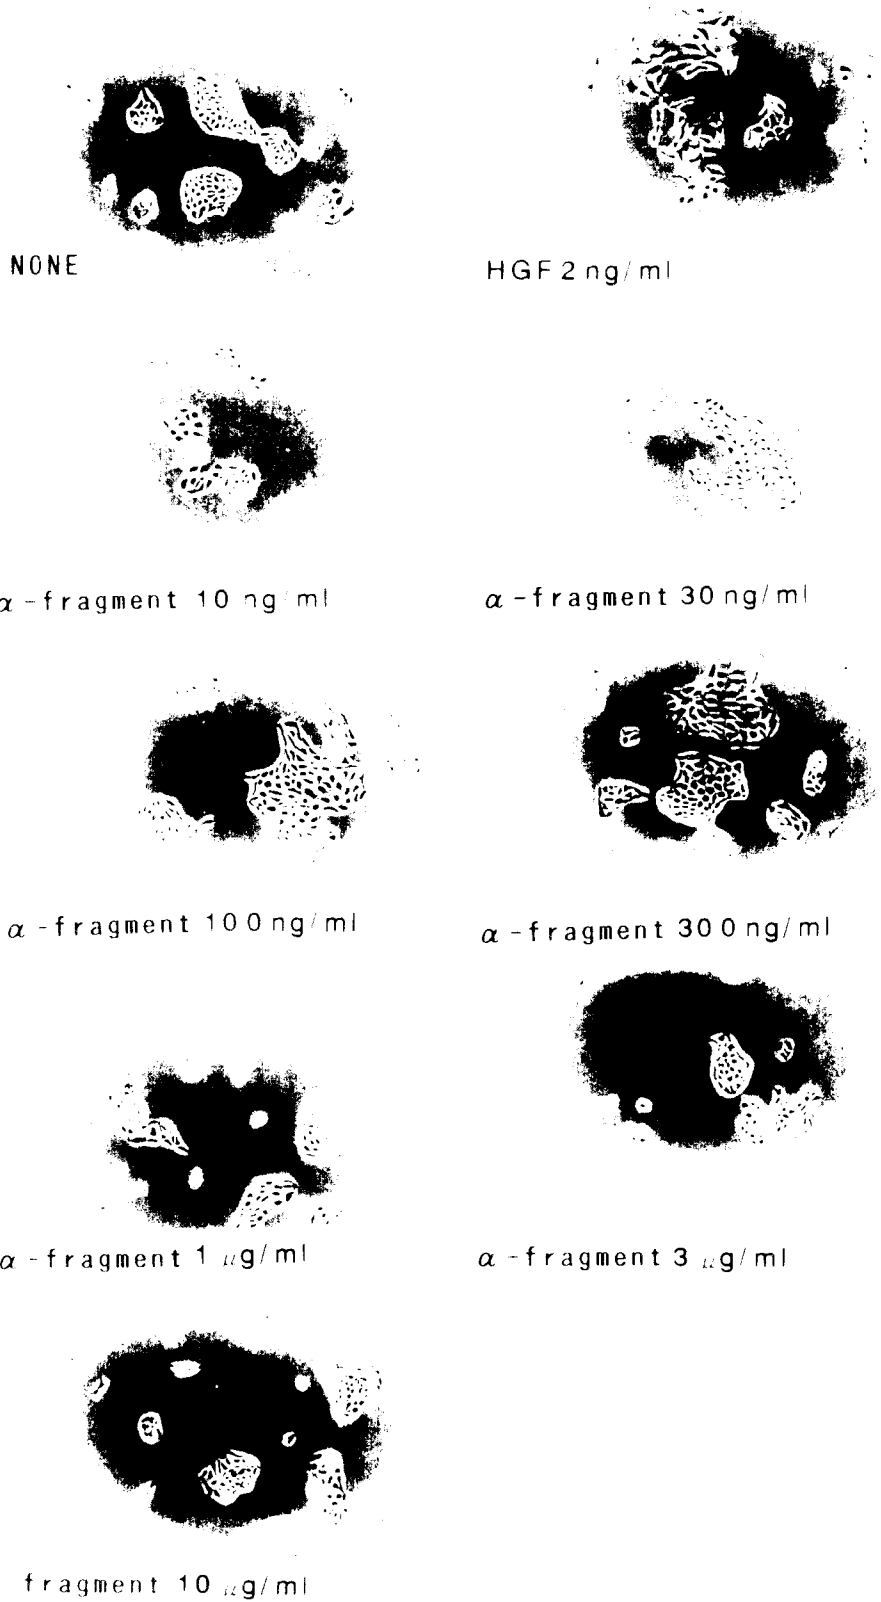 NONE
HGF 2 ng/ml
α-fragment 10 ng/ml
α-fragment 30 ng/ml
α-fragment 100 ng/ml
α-fragment 300 ng/ml
α-fragment 1 μg/ml
α-fragment 3 μg/ml
fragment 10 μg/ml